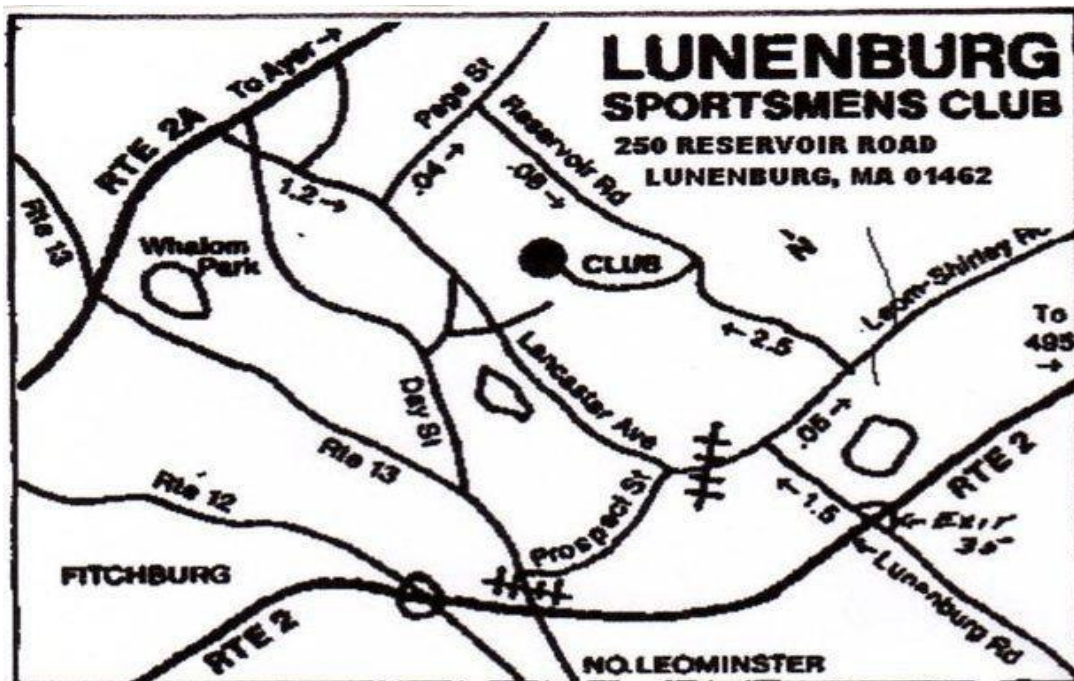 LUNENBURG
SPORTSMENS CLUB
250 RESERVOIR ROAD
LUNENBURG, MA 01462
To Ayer →
RTE 2A
Page St
Reservoir Rd
.04 →
.08 →
1.2 →
Rte 13
Whalom
Park
CLUB
-N
Leom-Shirley Rd
To
495
→
← 2.5
Lancaster Ave
Day St
.05 →
RTE 2
Rte 13
Rte 12
Prospect St
← 1.5
← Exit
35
← Lunenburg Rd
FITCHBURG
RTE 2
NO. LEOMINSTER